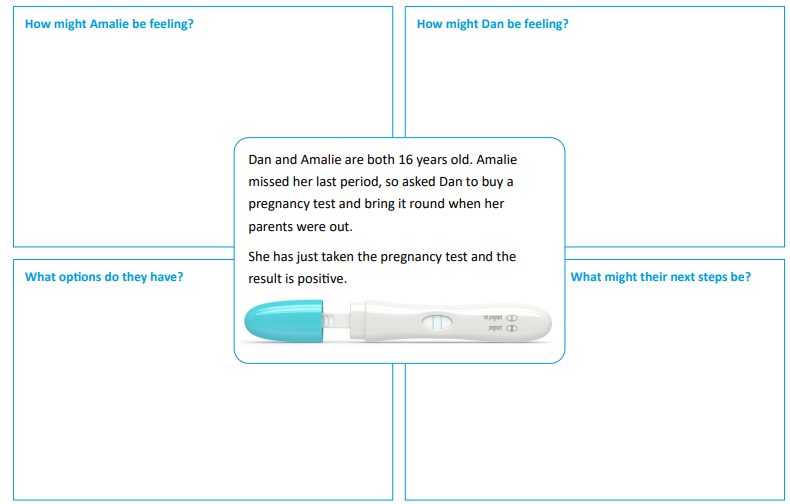 How might Amalie be feeling?
How might Dan be feeling?
Dan and Amalie are both 16 years old. Amalie
missed her last period, so asked Dan to buy a
pregnancy test and bring it round when her
parents were out.
She has just taken the pregnancy test and the
result is positive.
not pregnant
pregnant
What options do they have?
What might their next steps be?